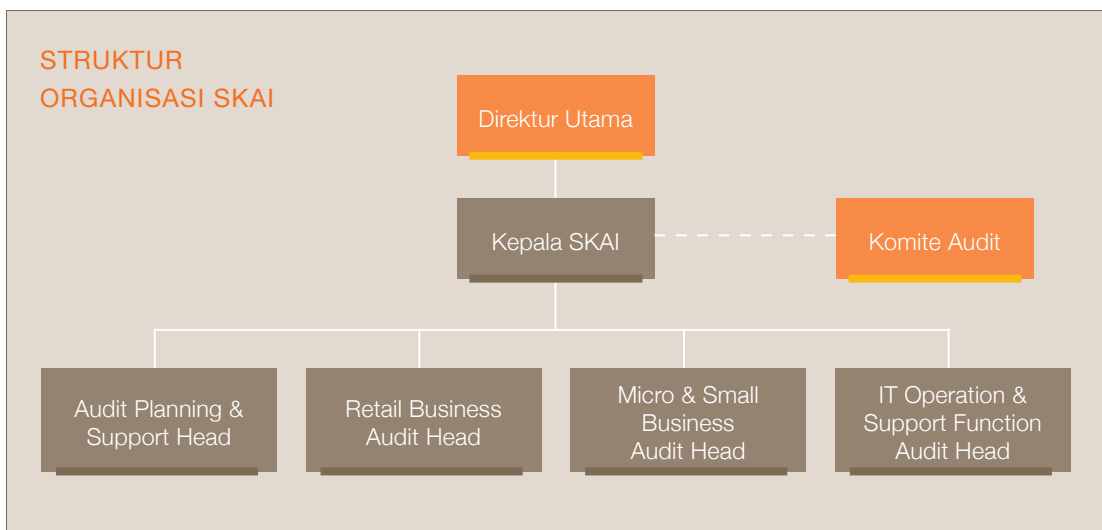 STRUKTUR
ORGANISASI SKAI
Direktur Utama
Kepala SKAI
Komite Audit
Audit Planning &
Support Head
Retail Business
Audit Head
Micro & Small
Business
Audit Head
IT Operation &
Support Function
Audit Head